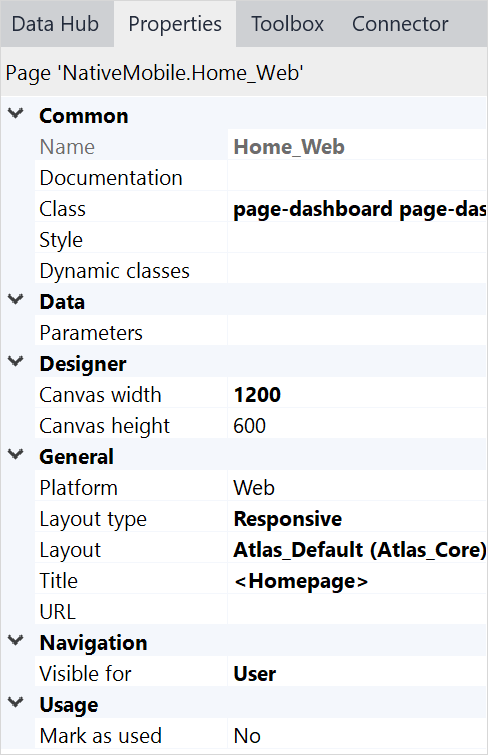 Data Hub Properties Toolbox Connector
Page 'NativeMobile.Home_Web'
Common
Name Home_Web
Documentation
Class page-dashboard page-das
Style
Dynamic classes
Data
Parameters
Designer
Canvas width 1200
Canvas height 600
General
Platform Web
Layout type Responsive
Layout Atlas_Default (Atlas_Core)
Title <Homepage>
URL
Navigation
Visible for User
Usage
Mark as used No